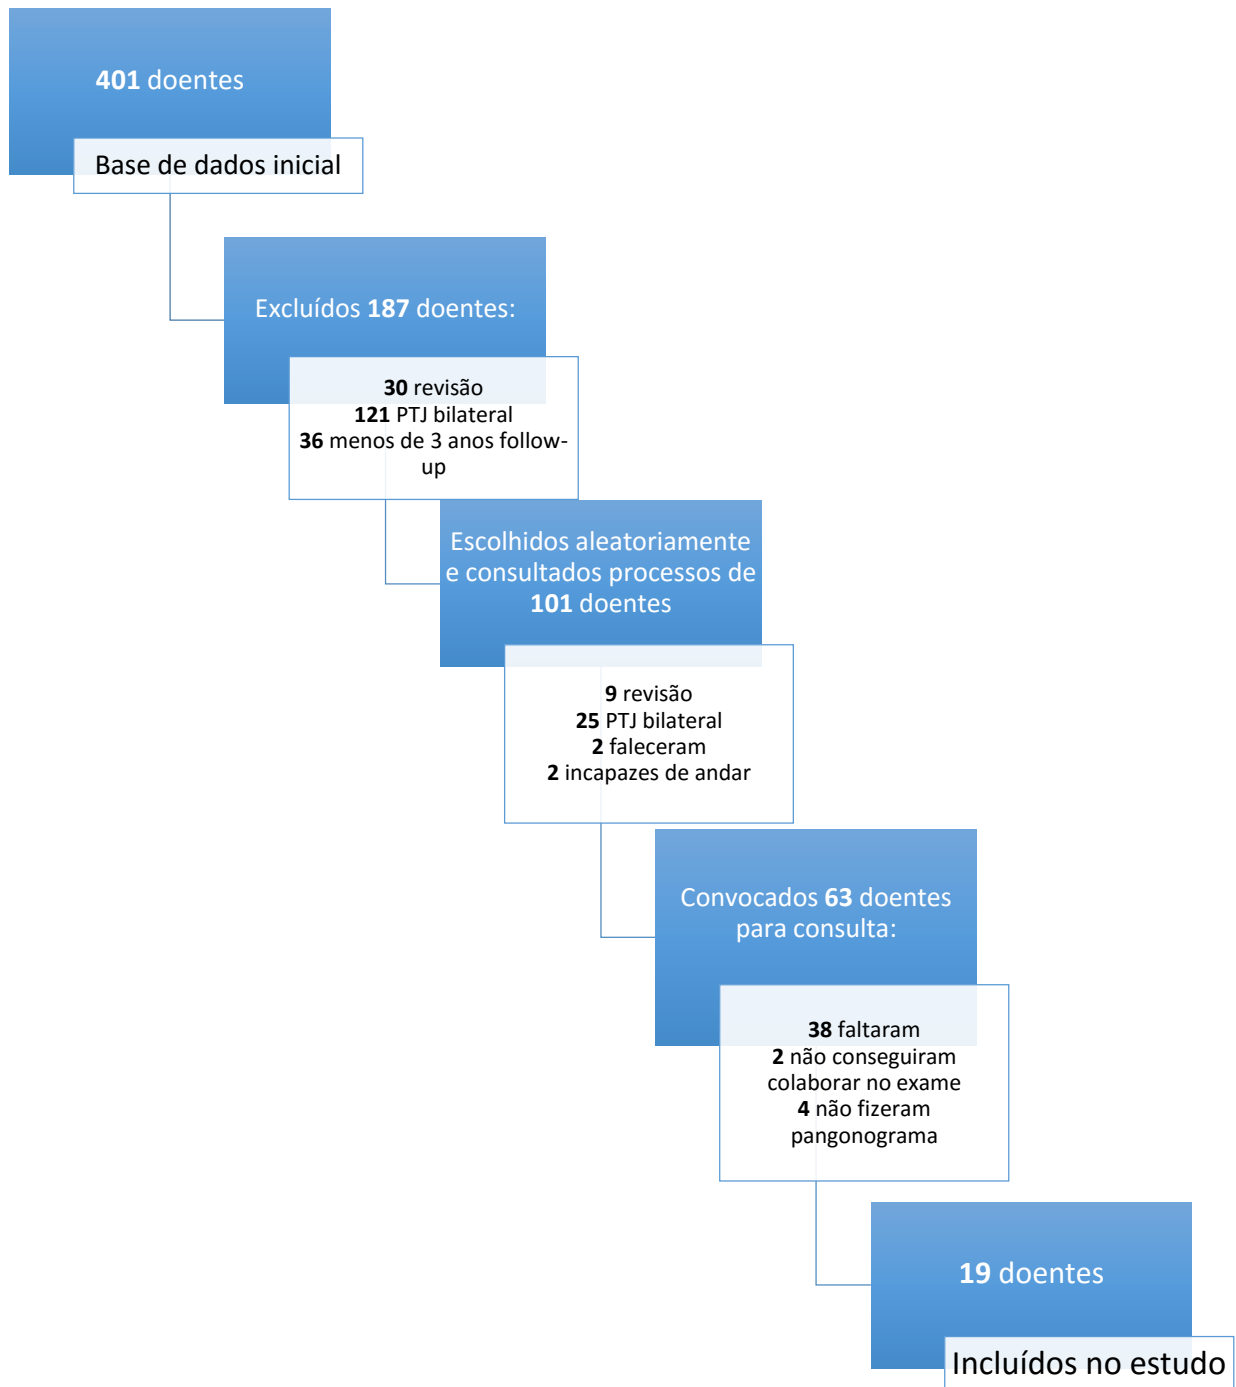 401 doentes
Base de dados inicial
Excluídos 187 doentes:
30 revisão
121 PTJ bilateral
36 menos de 3 anos follow-
up
Escolhidos aleatoriamente
e consultados processos de
101 doentes
9 revisão
25 PTJ bilateral
2 faleceram
2 incapazes de andar
Convocados 63 doentes
para consulta:
38 faltaram
2 não conseguiram
colaborar no exame
4 não fizeram
pangonograma
19 doentes
Incluídos no estudo